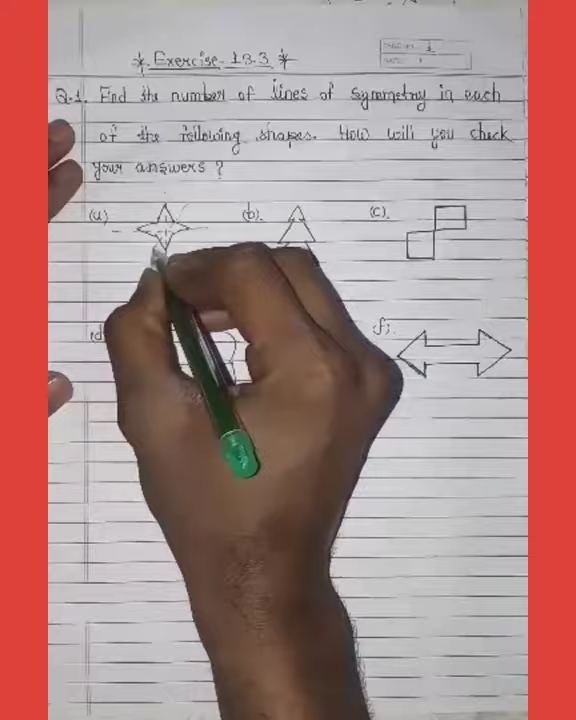 * Exercise - 13.3 *
Q.1. Find the number of lines of symmetry in each
of the following shapes. How will you check
your answers ?
(a) (b). (c).
(d) (f).